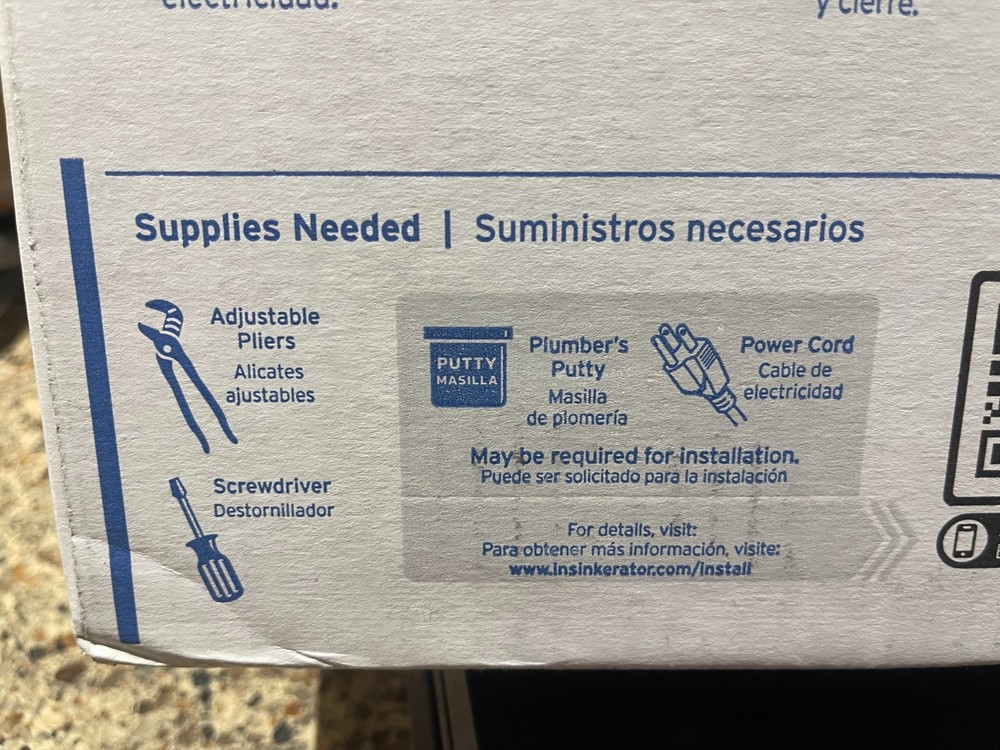 electricidad.
y cierre.
Supplies Needed | Suministros necesarios
Adjustable
Pliers
Alicates
ajustables
Screwdriver
Destornillador
PUTTY
MASILLA
Plumber's
Putty
Masilla
de plomería
Power Cord
Cable de
electricidad
May be required for installation.
Puede ser solicitado para la instalación
For details, visit:
Para obtener más información, visite:
www.insinkerator.com/install